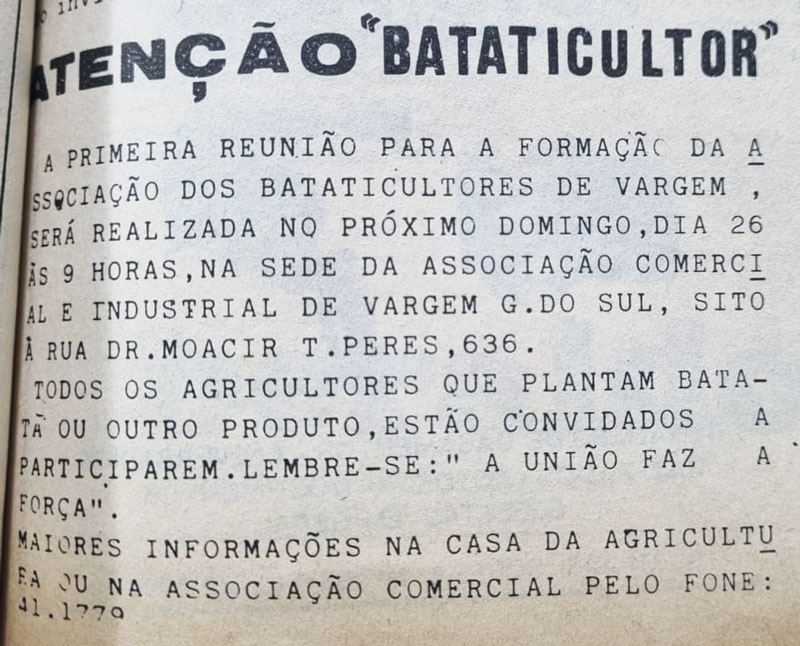 ATENÇÃO "BATATICULTOR"
A PRIMEIRA REUNIÃO PARA A FORMAÇÃO DA A
SSOCIAÇÃO DOS BATATICULTORES DE VARGEM ,
SERÁ REALIZADA NO PRÓXIMO DOMINGO,DIA 26
ÀS 9 HORAS,NA SEDE DA ASSOCIAÇÃO COMERCI
AL E INDUSTRIAL DE VARGEM G.DO SUL, SITO
À RUA DR.MOACIR T.PERES,636.
TODOS OS AGRICULTORES QUE PLANTAM BATA-
TA OU OUTRO PRODUTO,ESTÃO CONVIDADOS A
PARTICIPAREM.LEMBRE-SE:" A UNIÃO FAZ A
FORÇA".
MAIORES INFORMAÇÕES NA CASA DA AGRICULTU
RA OU NA ASSOCIAÇÃO COMERCIAL PELO FONE:
41.1779